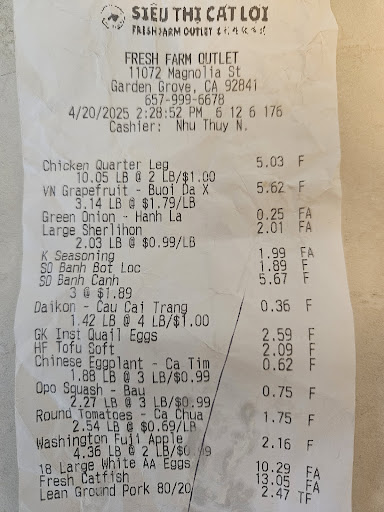 SIÊU THỊ CÁT LỢI
FRESH FARM OUTLET
FRESH FARM OUTLET
11072 Magnolia St
Garden Grove, CA 92841
657-999-6678
4/20/2025 2:28:52 PM 6 12 6 176
Cashier: Nhu Thuy N.
Chicken Quarter Leg 5.03 F
10.05 LB @ 2 LB/$1.00
VN Grapefruit - Buoi Da X 5.62 F
3.14 LB @ $1.79/LB
Green Onion - Hanh La 0.25 FA
Large Sherlihon 2.01 FA
2.03 LB @ $0.99/LB
K Seasoning 1.99 FA
SO Banh Bot Loc 1.89 F
SO Banh Canh 5.67 F
3 @ $1.89
Daikon - Cau Cai Trang 0.36 F
1.42 LB @ 4 LB/$1.00
GK Inst Quail Eggs 2.59 F
HF Tofu Soft 2.09 F
Chinese Eggplant - Ca Tim 0.62 F
1.88 LB @ 3 LB/$0.99
Opo Squash - Bau 0.75 F
2.27 LB @ 3 LB/$0.99
Round Tomatoes - Ca Chua 1.75 F
2.54 LB @ $0.69/LB
Washington Fuji Apple 2.16 F
4.36 LB @ 2 LB/$0.99
18 Large White AA Eggs 10.29 FA
Fresh Catfish 13.05 FA
Lean Ground Pork 80/20 2.47 TF